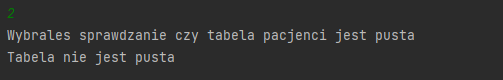 2
Wybrales sprawdzanie czy tabela pacjenci jest pusta
Tabela nie jest pusta